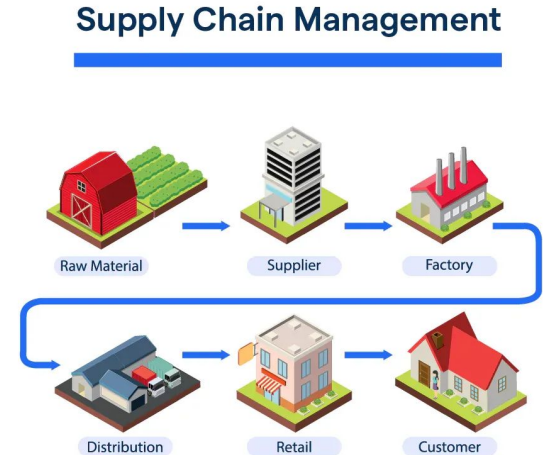 Supply Chain Management
Raw Material
Supplier
Factory
Distribution
Retail
Customer